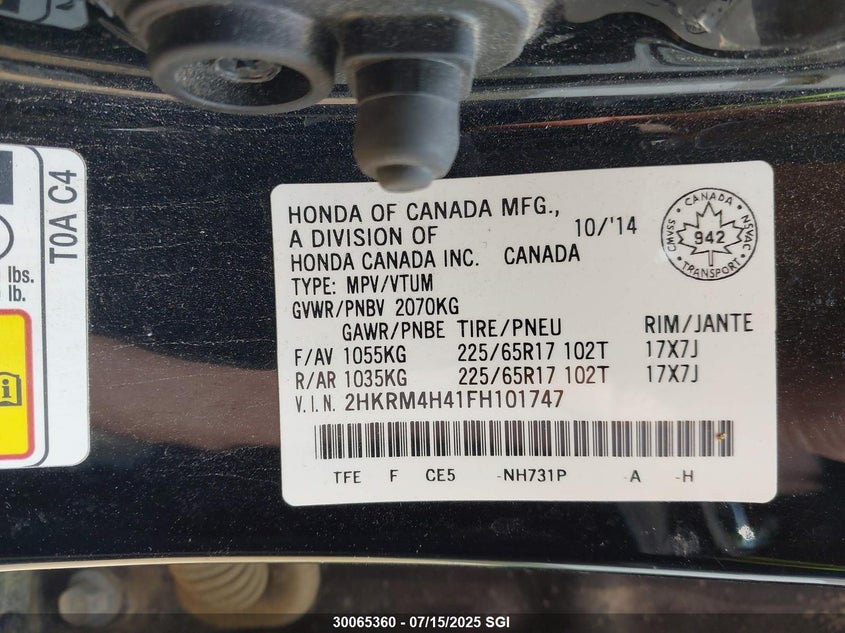 T0A C4
lbs.
lb.
HONDA OF CANADA MFG.,
A DIVISION OF
HONDA CANADA INC. CANADA
10/'14
CANADA
CMVSS
942
NSVAC
TRANSPORT
TYPE: MPV/VTUM
GVWR/PNBV 2070KG
GAWR/PNBE TIRE/PNEU RIM/JANTE
F/AV 1055KG 225/65R17 102T 17X7J
R/AR 1035KG 225/65R17 102T 17X7J
V.I.N. 2HKRM4H41FH101747
TFE F CE5 -NH731P -A -H
30065360 - 07/15/2025 SGI